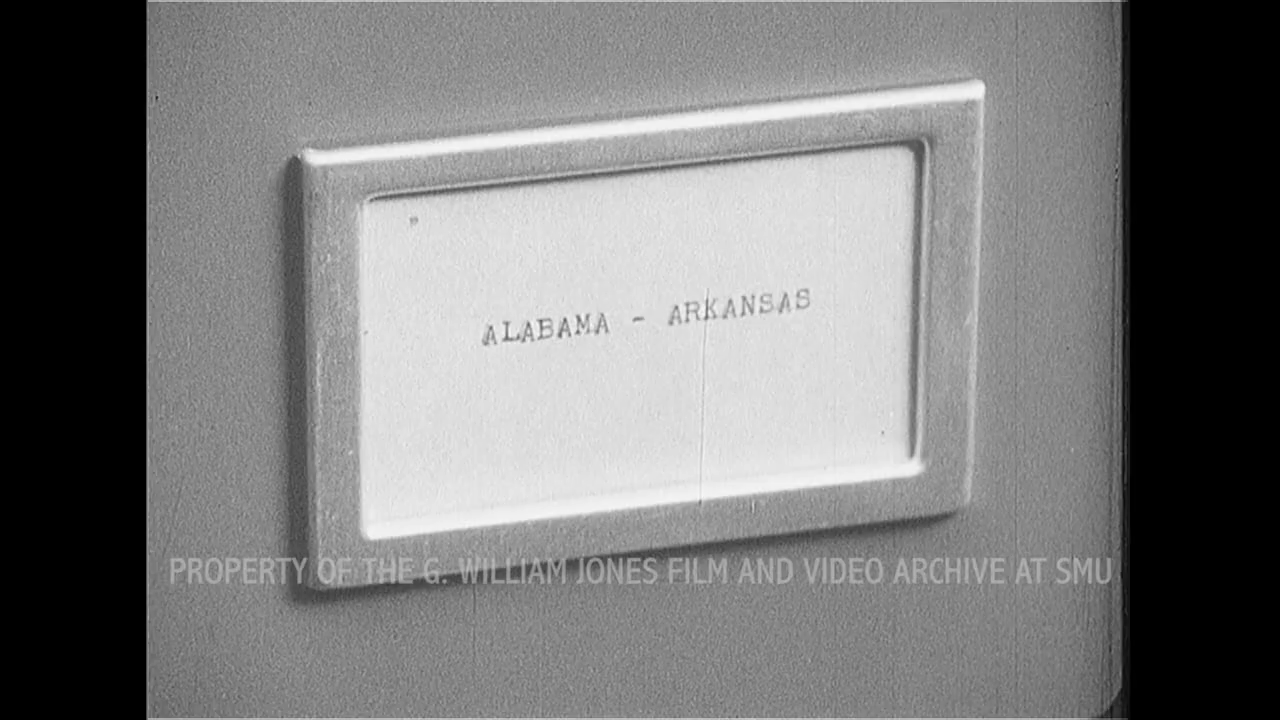 ALABAMA - ARKANSAS
PROPERTY OF THE G. WILLIAM JONES FILM AND VIDEO ARCHIVE AT SMU